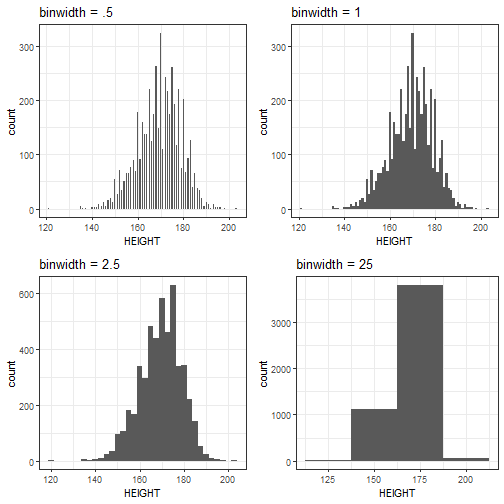 binwidth = .5
300
200
100
0
count
120 140 160 180 200
HEIGHT
binwidth = 1
300
200
100
0
count
120 140 160 180 200
HEIGHT
binwidth = 2.5
600
400
200
0
count
120 140 160 180 200
HEIGHT
binwidth = 25
3000
2000
1000
0
count
125 150 175 200
HEIGHT